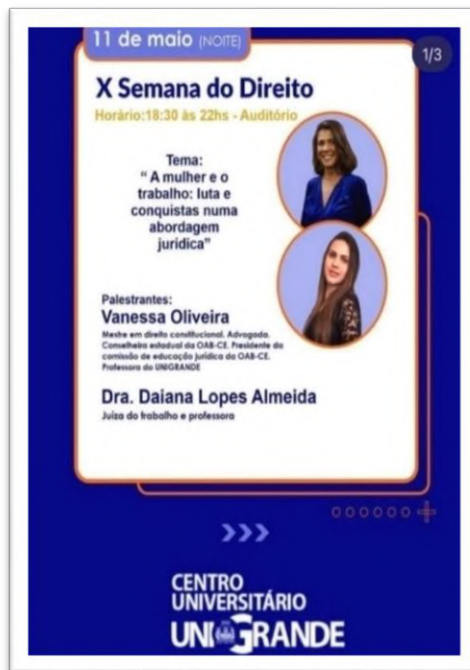 11 de maio (NOITE)
1/3
X Semana do Direito
Horário:18:30 às 22hs - Auditório
Tema:
“ A mulher e o
trabalho: luta e
conquistas numa
abordagem
jurídica”
Palestrantes:
Vanessa Oliveira
Mestre em direito constitucional. Advogada.
Conselheira estadual da OAB-CE. Presidente da
comissão de educação jurídica da OAB-CE.
Professora do UNIGRANDE
Dra. Daiana Lopes Almeida
Juíza do trabalho e professora
CENTRO
UNIVERSITÁRIO
UNIGRANDE